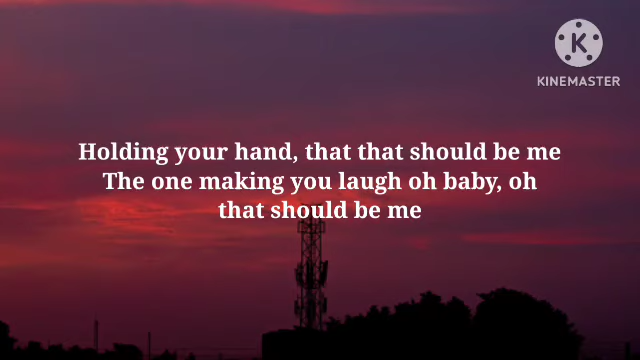 KINEMASTER
Holding your hand, that that should be me
The one making you laugh oh baby, oh
that should be me